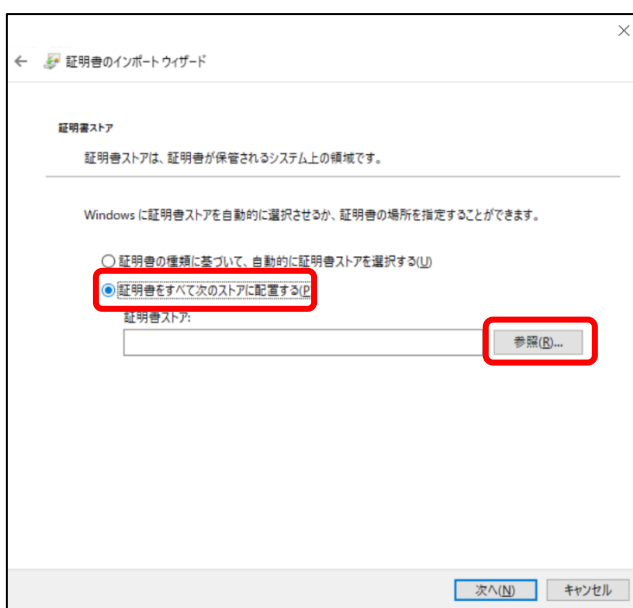 証明書のインポート ウィザード
証明書ストア
証明書ストアは、証明書が保管されるシステム上の領域です。
Windows に証明書ストアを自動的に選択させるか、証明書の場所を指定することができます。
証明書の種類に基づいて、自動的に証明書ストアを選択する(U)
証明書をすべて次のストアに配置する(P
証明書ストア:
参照(R)...
次へ(N) キャンセル